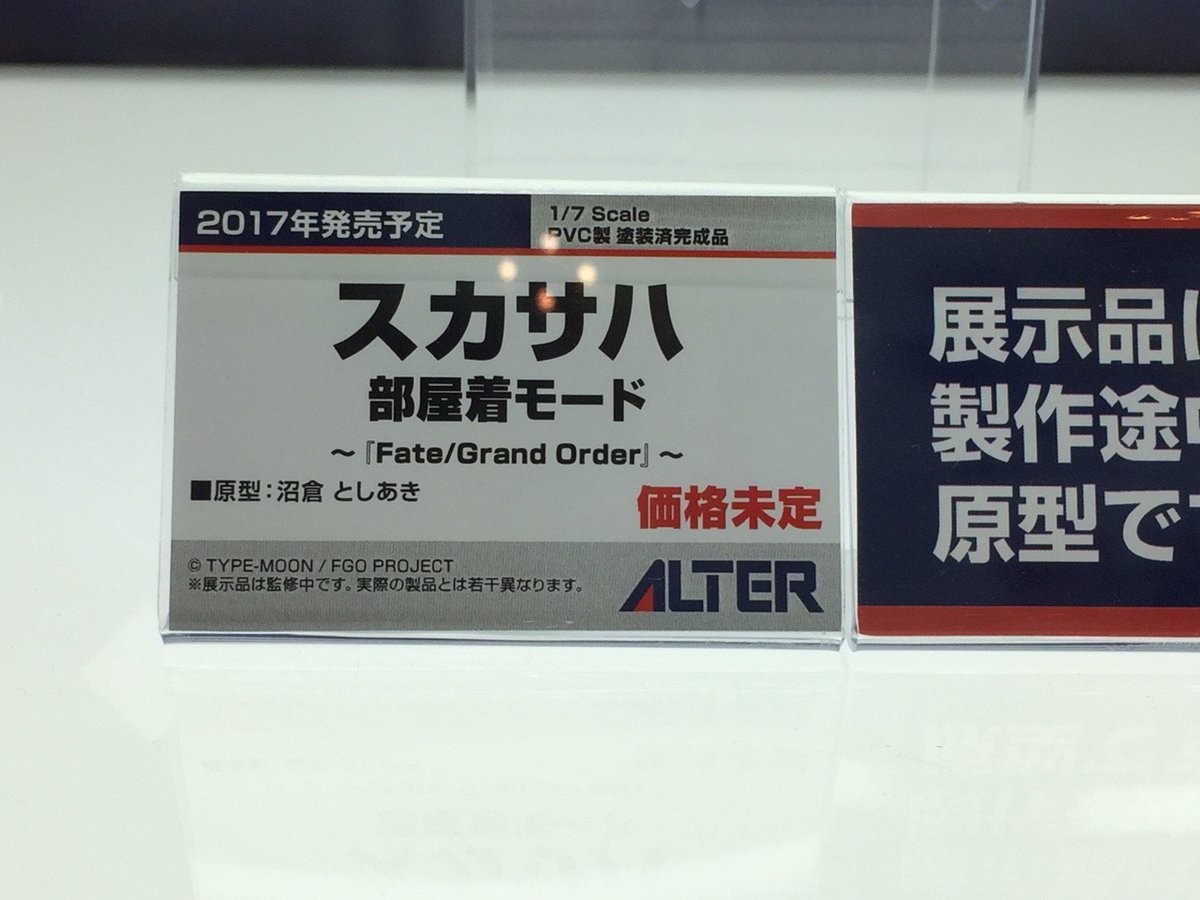 2017年発売予定
1/7 Scale
PVC製 塗装済完成品
スカサハ
部屋着モード
～『Fate/Grand Order』～
■原型：沼倉 としあき
価格未定
© TYPE-MOON / FGO PROJECT
※展示品は監修中です。実際の製品とは若干異なります。
ALTER
展示品
製作途
原型で